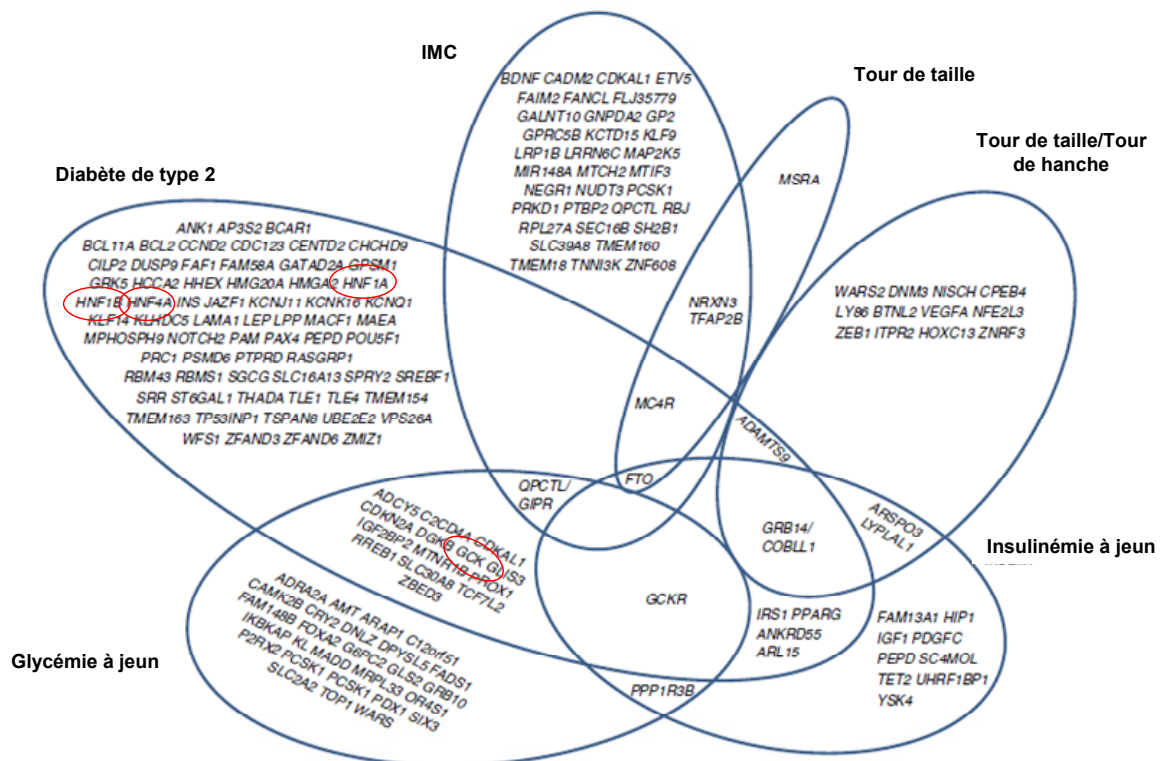 IMC
BDNF CADM2 CDKAL1 ETV5
FAIM2 FANCL FLJ35779
GALNT10 GNPDA2 GP2
GPRC5B KCTD15 KLF9
LRP1B LRRN6C MAP2K5
MIR148A MTCH2 MTIF3
NEGR1 NUDT3 PCSK1
PRKD1 PTBP2 QPCTL RBJ
RPL27A SEC16B SH2B1
SLC39A8 TMEM160
TMEM18 TNNI3K ZNF608
Tour de taille
MSRA
Tour de taille/Tour
de hanche
WARS2 DNM3 NISCH CPEB4
LY86 BTNL2 VEGFA NFE2L3
ZEB1 ITPR2 HOXC13 ZNRF3
NRXN3
TFAP2B
MC4R
ADAMTS9
FTO
QPCTL/
GIPR
Diabète de type 2
ANK1 AP3S2 BCAR1
BCL11A BCL2 CCND2 CDC123 CENTD2 CHCHD9
CILP2 DUSP9 FAF1 FAM58A GATAD2A GPSM1
GRK5 HCCA2 HHEX HMG20A HMGA2 HNF1A
HNF1B HNF4A INS JAZF1 KCNJ11 KCNK16 KCNQ1
KLF14 KLHDC5 LAMA1 LEP LPP MACF1 MAEA
MPHOSPH9 NOTCH2 PAM PAX4 PEPD POU5F1
PRC1 PSMD6 PTPRD RASGRP1
RBM43 RBMS1 SGCG SLC16A13 SPRY2 SREBF1
SRR ST6GAL1 THADA TLE1 TLE4 TMEM154
TMEM163 TP53INP1 TSPAN8 UBE2E2 VPS26A
WFS1 ZFAND3 ZFAND6 ZMIZ1
ADCY5 C2CD4A CDKAL1
CDKN2A DGKB GCK GLIS3
IGF2BP2 MTNR1B PROX1
RREB1 SLC30A8 TCF7L2
ZBED3
GRB14/
COBLL1
ARSPO3
LYPLAL1
Insulinémie à jeun
GCKR
IRS1 PPARG
ANKRD55
ARL15
FAM13A1 HIP1
IGF1 PDGFC
PEPD SC4MOL
TET2 UHRF1BP1
YSK4
PPP1R3B
Glycémie à jeun
ADRA2A AMT ARAP1 C12orf51
CAMK2B CRY2 DNLZ DPYSL5 FADS1
FAM148B FOXA2 G6PC2 GLS2 GRB10
IKBKAP KL MADD MRPL33 OR4S1
P2RX2 PCSK1 PCSK1 PDX1 SIX3
SLC2A2 TOP1 WARS